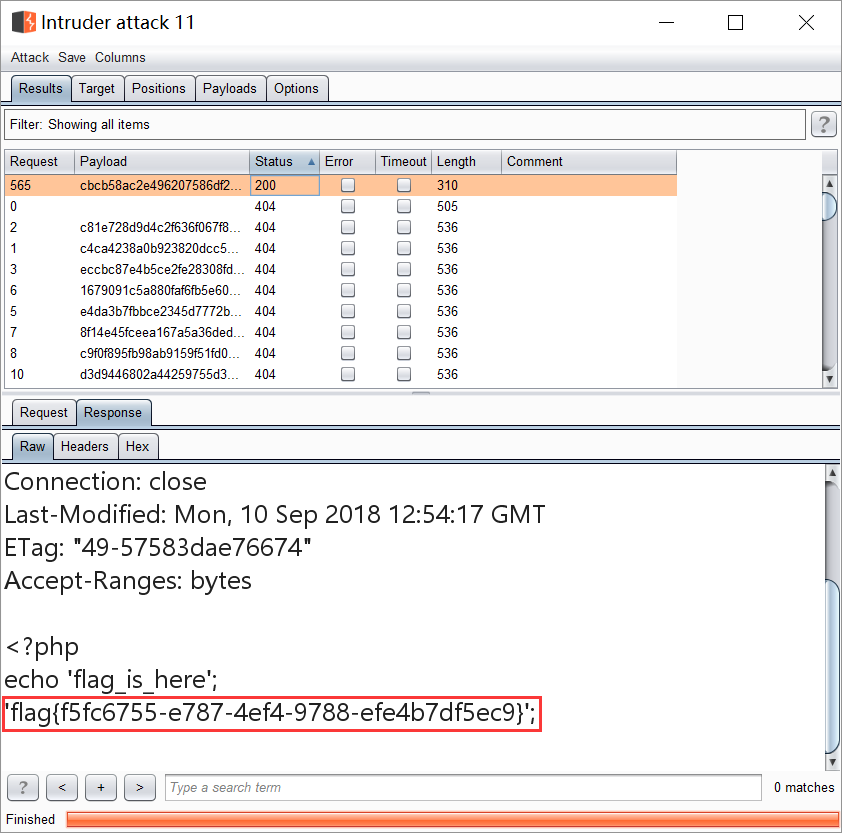 Intruder attack 11
Attack Save Columns
Results Target Positions Payloads Options
Filter: Showing all items ?
Request Payload Status Error Timeout Length Comment
565 cbcb58ac2e496207586df2... 200 310
0 404 505
2 c81e728d9d4c2f636f067f8... 404 536
1 c4ca4238a0b923820dcc5... 404 536
3 eccbc87e4b5ce2fe28308fd... 404 536
6 1679091c5a880faf6fb5e60... 404 536
5 e4da3b7fbbce2345d7772b... 404 536
7 8f14e45fceea167a5a36ded... 404 536
8 c9f0f895fb98ab9159f51fd0... 404 536
10 d3d9446802a44259755d3... 404 536
Request Response
Raw Headers Hex
Connection: close
Last-Modified: Mon, 10 Sep 2018 12:54:17 GMT
ETag: "49-57583dae76674"
Accept-Ranges: bytes
<?php
echo 'flag_is_here';
'flag{f5fc6755-e787-4ef4-9788-efe4b7df5ec9}';
? < + > Type a search term 0 matches
Finished